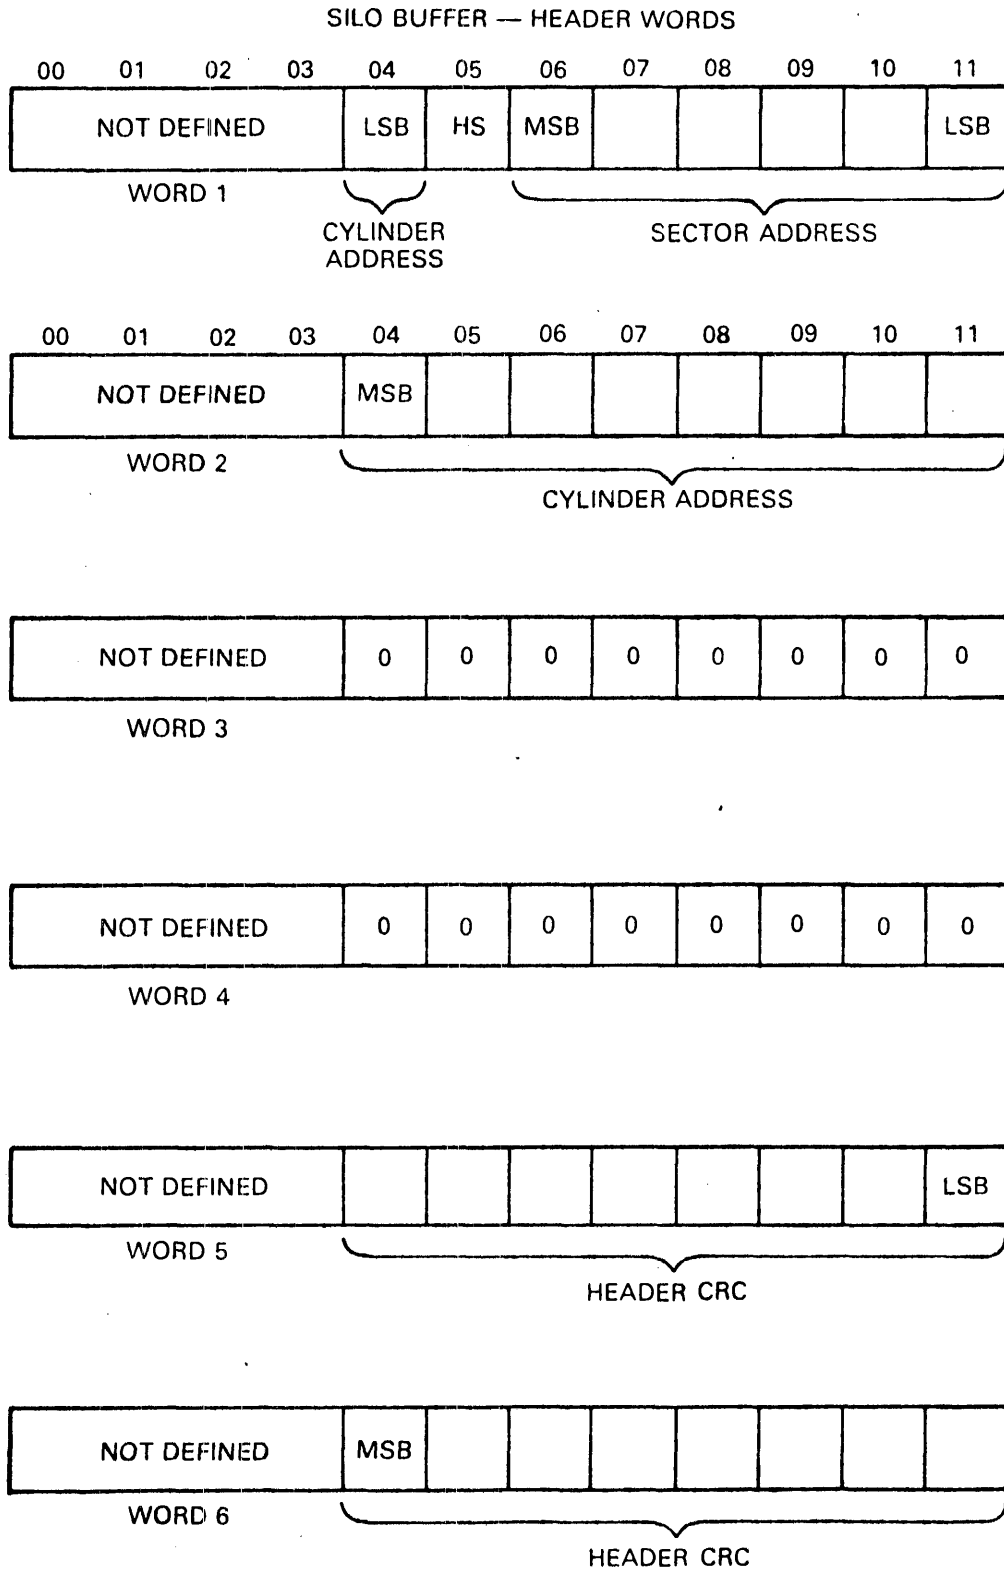 SILO BUFFER — HEADER WORDS
00 01 02 03 04 05 06 07 08 09 10 11
NOT DEFINED LSB HS MSB LSB
WORD 1
CYLINDER
ADDRESS
SECTOR ADDRESS
00 01 02 03 04 05 06 07 08 09 10 11
NOT DEFINED MSB
WORD 2
CYLINDER ADDRESS
NOT DEFINED 0 0 0 0 0 0 0 0
WORD 3
NOT DEFINED 0 0 0 0 0 0 0 0
WORD 4
NOT DEFINED LSB
WORD 5
HEADER CRC
NOT DEFINED MSB
WORD 6
HEADER CRC